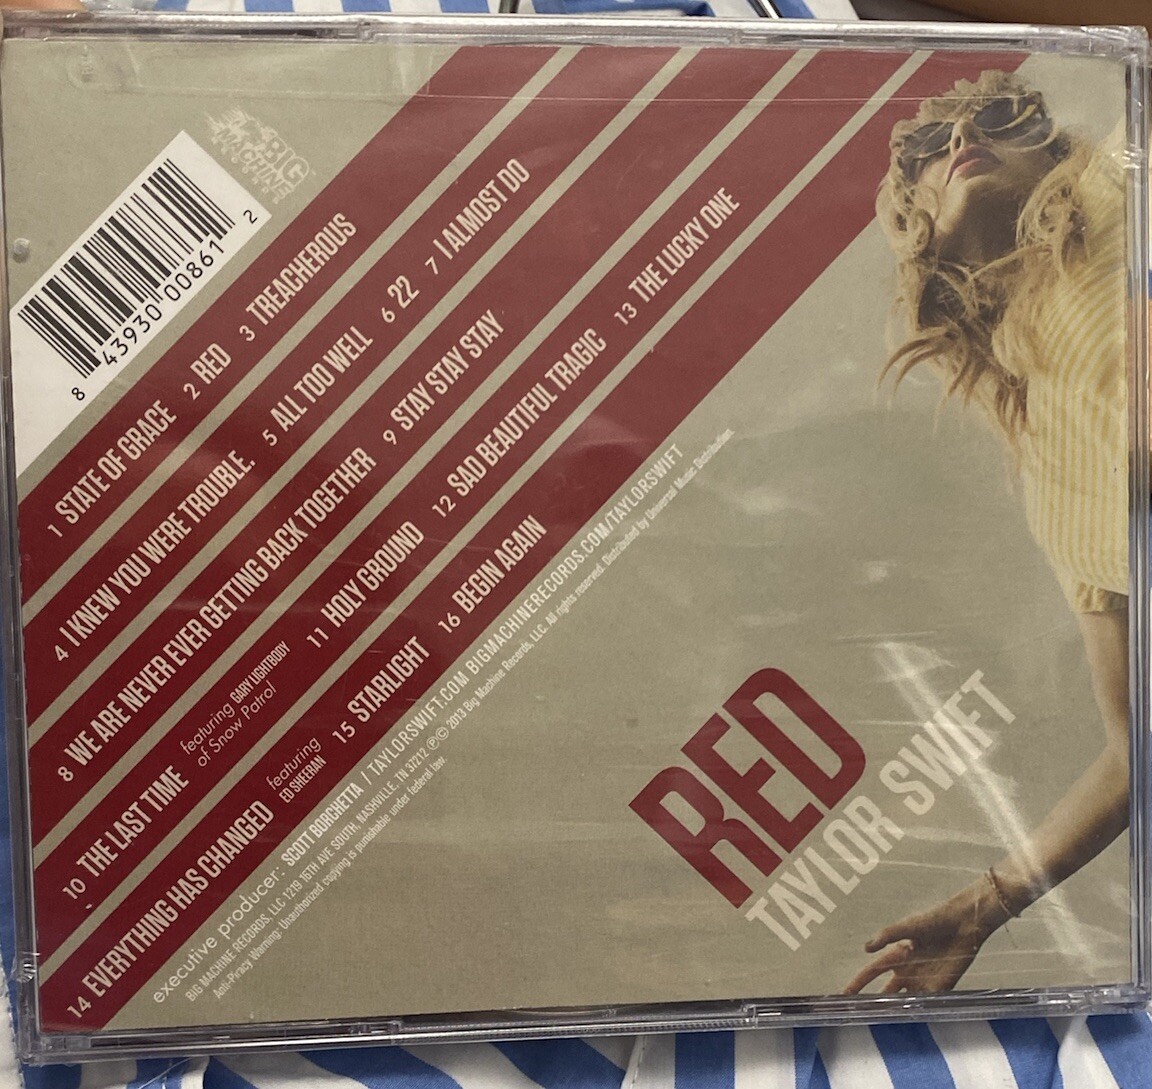 BIG
MACHINE
RECORDS
8 43930 00861 2
1 STATE OF GRACE 2 RED 3 TREACHEROUS
4 I KNEW YOU WERE TROUBLE. 5 ALL TOO WELL 6 22 7 I ALMOST DO
8 WE ARE NEVER EVER GETTING BACK TOGETHER 9 STAY STAY STAY
10 THE LAST TIME featuring GARY LIGHTBODY
of Snow Patrol
11 HOLY GROUND 12 SAD BEAUTIFUL TRAGIC 13 THE LUCKY ONE
14 EVERYTHING HAS CHANGED featuring
ED SHEERAN
15 STARLIGHT 16 BEGIN AGAIN
executive producer: SCOTT BORCHETTA / TAYLORSWIFT.COM BIGMACHINERECORDS.COM/TAYLORSWIFT
BIG MACHINE RECORDS, LLC 1219 16TH AVE SOUTH, NASHVILLE, TN 37212 ℗© 2013 Big Machine Records, LLC. All rights reserved. Distributed by Universal Music Distribution.
Anti-Piracy Warning: Unauthorized copying is punishable under federal law.
RED
TAYLOR SWIFT